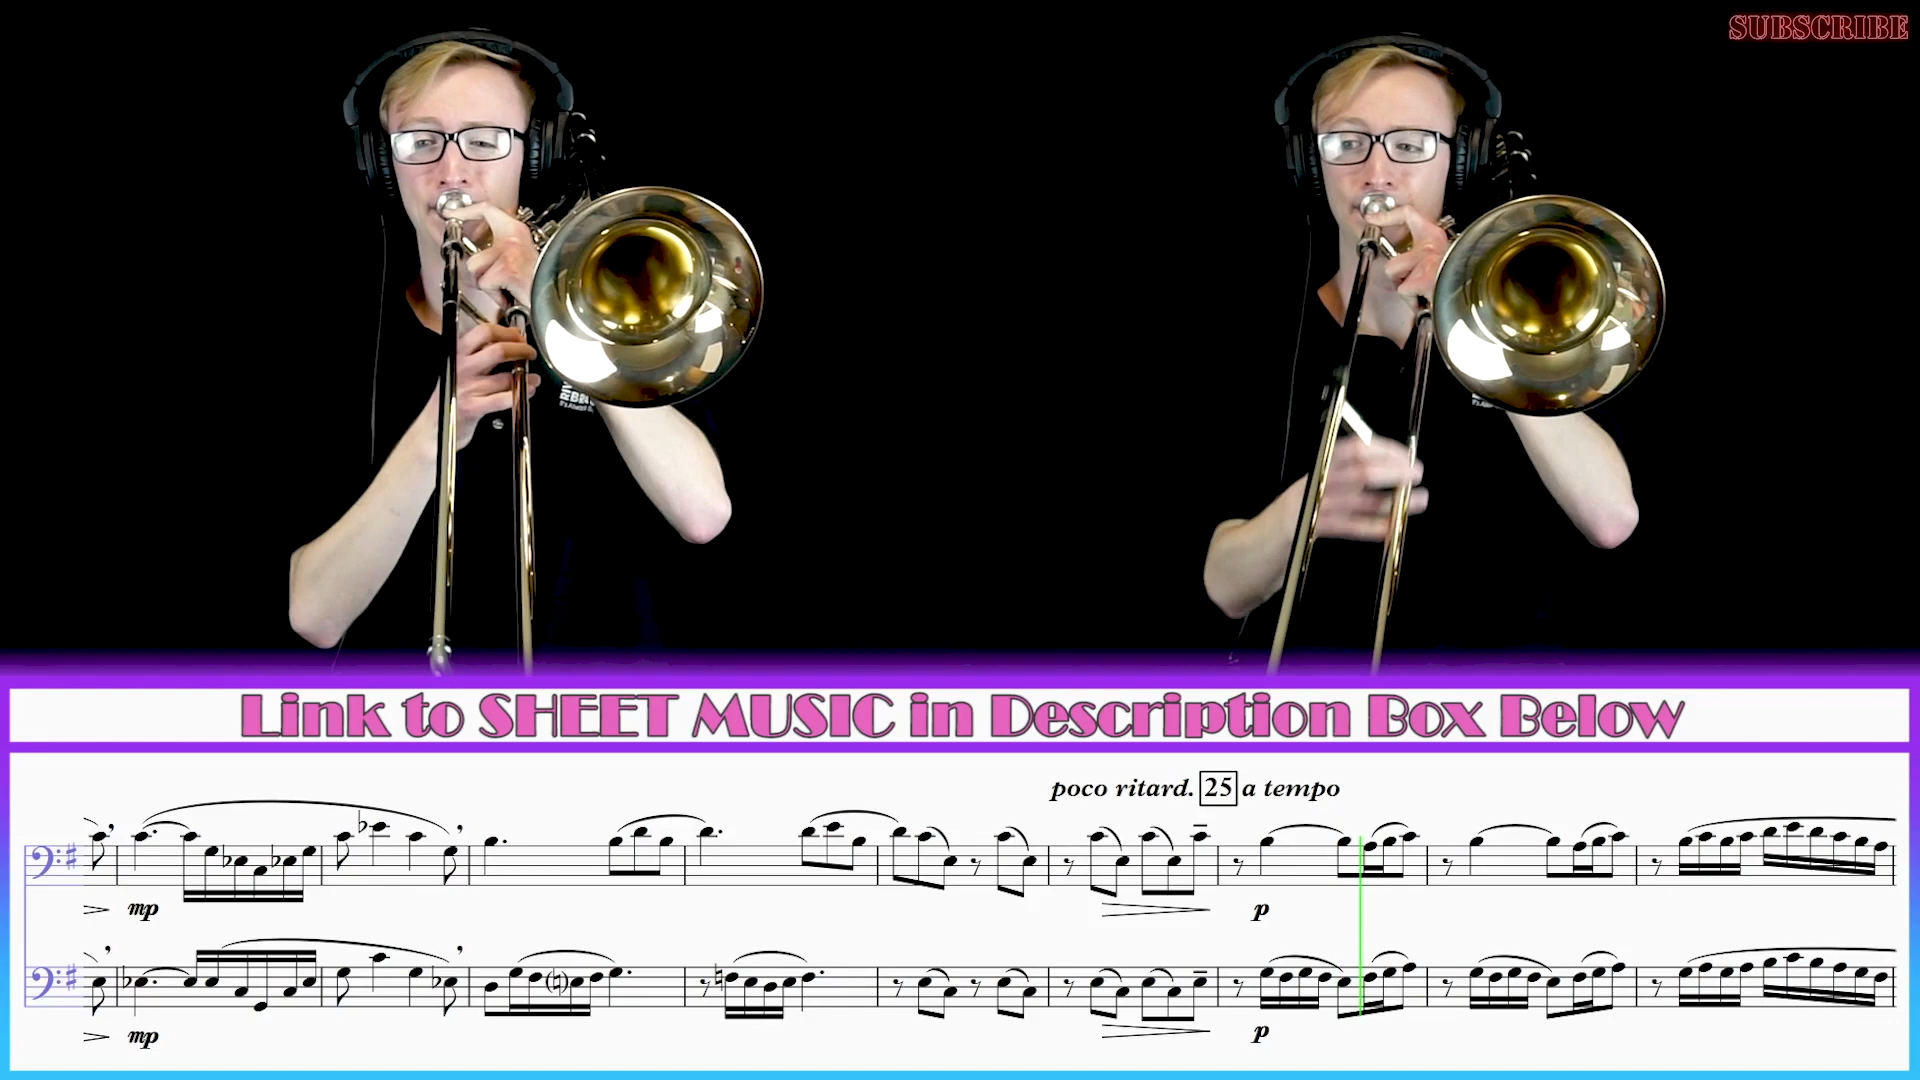 SUBSCRIBE
Link to SHEET MUSIC in Description Box Below
poco ritard. 25 a tempo
mp p
mp p